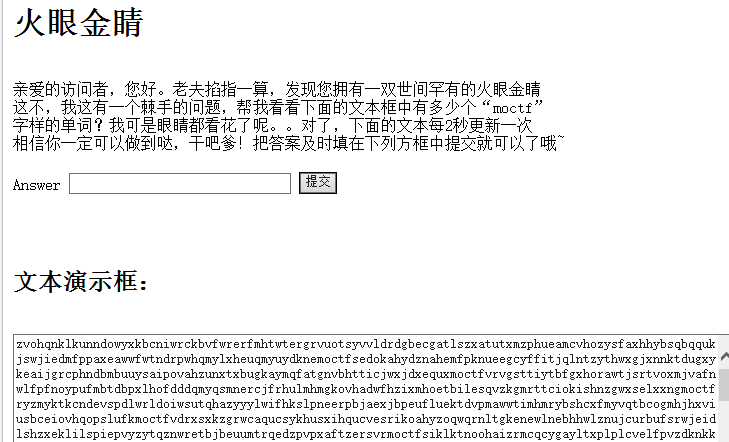 火眼金睛
亲爱的访问者，您好。老夫掐指一算，发现您拥有一双世间罕有的火眼金睛
这不，我这有一个棘手的问题，帮我看看下面的文本框中有多少个“moctf”
字样的单词？我可是眼睛都看花了呢。。对了，下面的文本每2秒更新一次
相信你一定可以做到哒，干吧爹！把答案及时填在下列方框中提交就可以了哦~
Answer 提交
文本演示框：
zvohqnklkunndowyxkbcniwrckbvfwrerfmhtwtergrvuotsyvvldrdgbecgatlszxatutxmzphueamcvhozysfaxhhybsqbqquk
jswjiedmfppaxeawwfwtndrpwhqmylxheuqmyuydknemoctfsedokahydznahemfpknueegcyffitjqlntzythwxgjxnnktdugxy
keaijgrcphndbmbuuysaipovahzunxtxbugkaymqfatgnvbhtticjwxjdxequxmoctfvrvgsttiytbfgxhorawtjsrtvoxmjvafn
wlfpfnoypufmbtdbpxlhofdddqmyqsmnercjfrhulmhmgkovhadwfhzixmhoetbilesqvzkgmrttciokishnzgwxselxxngmoctf
ryzmyktkcndevspdlwrldoiwsutqhazyyylwifhkslpneerpbjaexjbpeufluektdvpmawwtimhmrybshcxfmyvqtbcogmhjhxvi
usbceiovhqopslufkmoctfvdrxsxkzgrwcaqucsykhusxihqucvesrikoahyzoqwqrnltgkenewlnebhhwlznujcurbufsrwjeid
lshzxeklilspiepvyzytqznwretbjbeuumtrqedzpvpxaftzersvrmoctfsiklktnoohaizrmcqcygayltxplplcvelfpvzdknkk